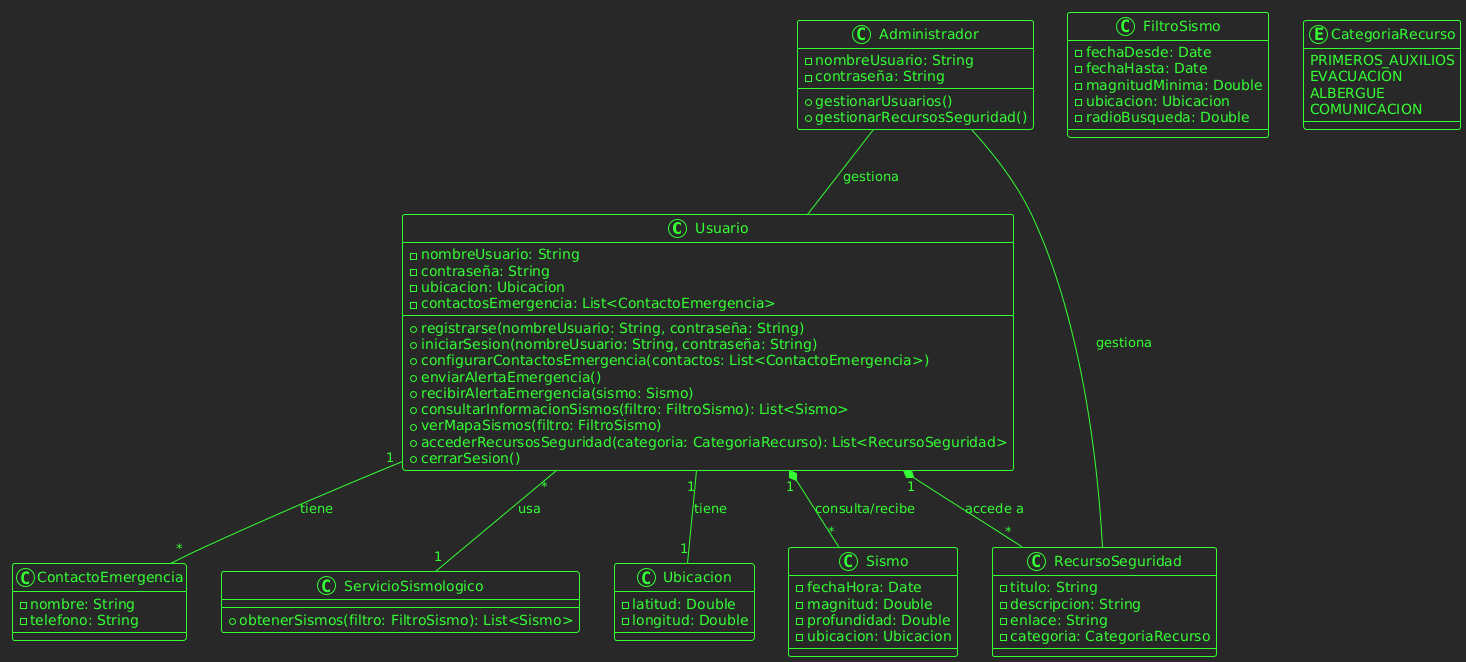 C Administrador
nombreUsuario: String
contraseña: String
gestionarUsuarios()
gestionarRecursosSeguridad()
C FiltroSismo
fechaDesde: Date
fechaHasta: Date
magnitudMinima: Double
ubicacion: Ubicacion
radioBusqueda: Double
E CategoriaRecurso
PRIMEROS_AUXILIOS
EVACUACION
ALBERGUE
COMUNICACION
gestiona
C Usuario
nombreUsuario: String
contraseña: String
ubicacion: Ubicacion
contactosEmergencia: List<ContactoEmergencia>
registrarse(nombreUsuario: String, contraseña: String)
iniciarSesion(nombreUsuario: String, contraseña: String)
configurarContactosEmergencia(contactos: List<ContactoEmergencia>)
enviarAlertaEmergencia()
recibirAlertaEmergencia(sismo: Sismo)
consultarInformacionSismos(filtro: FiltroSismo): List<Sismo>
verMapaSismos(filtro: FiltroSismo)
accederRecursosSeguridad(categoria: CategoriaRecurso): List<RecursoSeguridad>
cerrarSesion()
gestiona
1
tiene
*
*
usa
1
1
tiene
1
1
consulta/recibe
*
1
accede a
*
C ContactoEmergencia
nombre: String
telefono: String
C ServicioSismologico
obtenerSismos(filtro: FiltroSismo): List<Sismo>
C Ubicacion
latitud: Double
longitud: Double
C Sismo
fechaHora: Date
magnitud: Double
profundidad: Double
ubicacion: Ubicacion
C RecursoSeguridad
titulo: String
descripcion: String
enlace: String
categoria: CategoriaRecurso